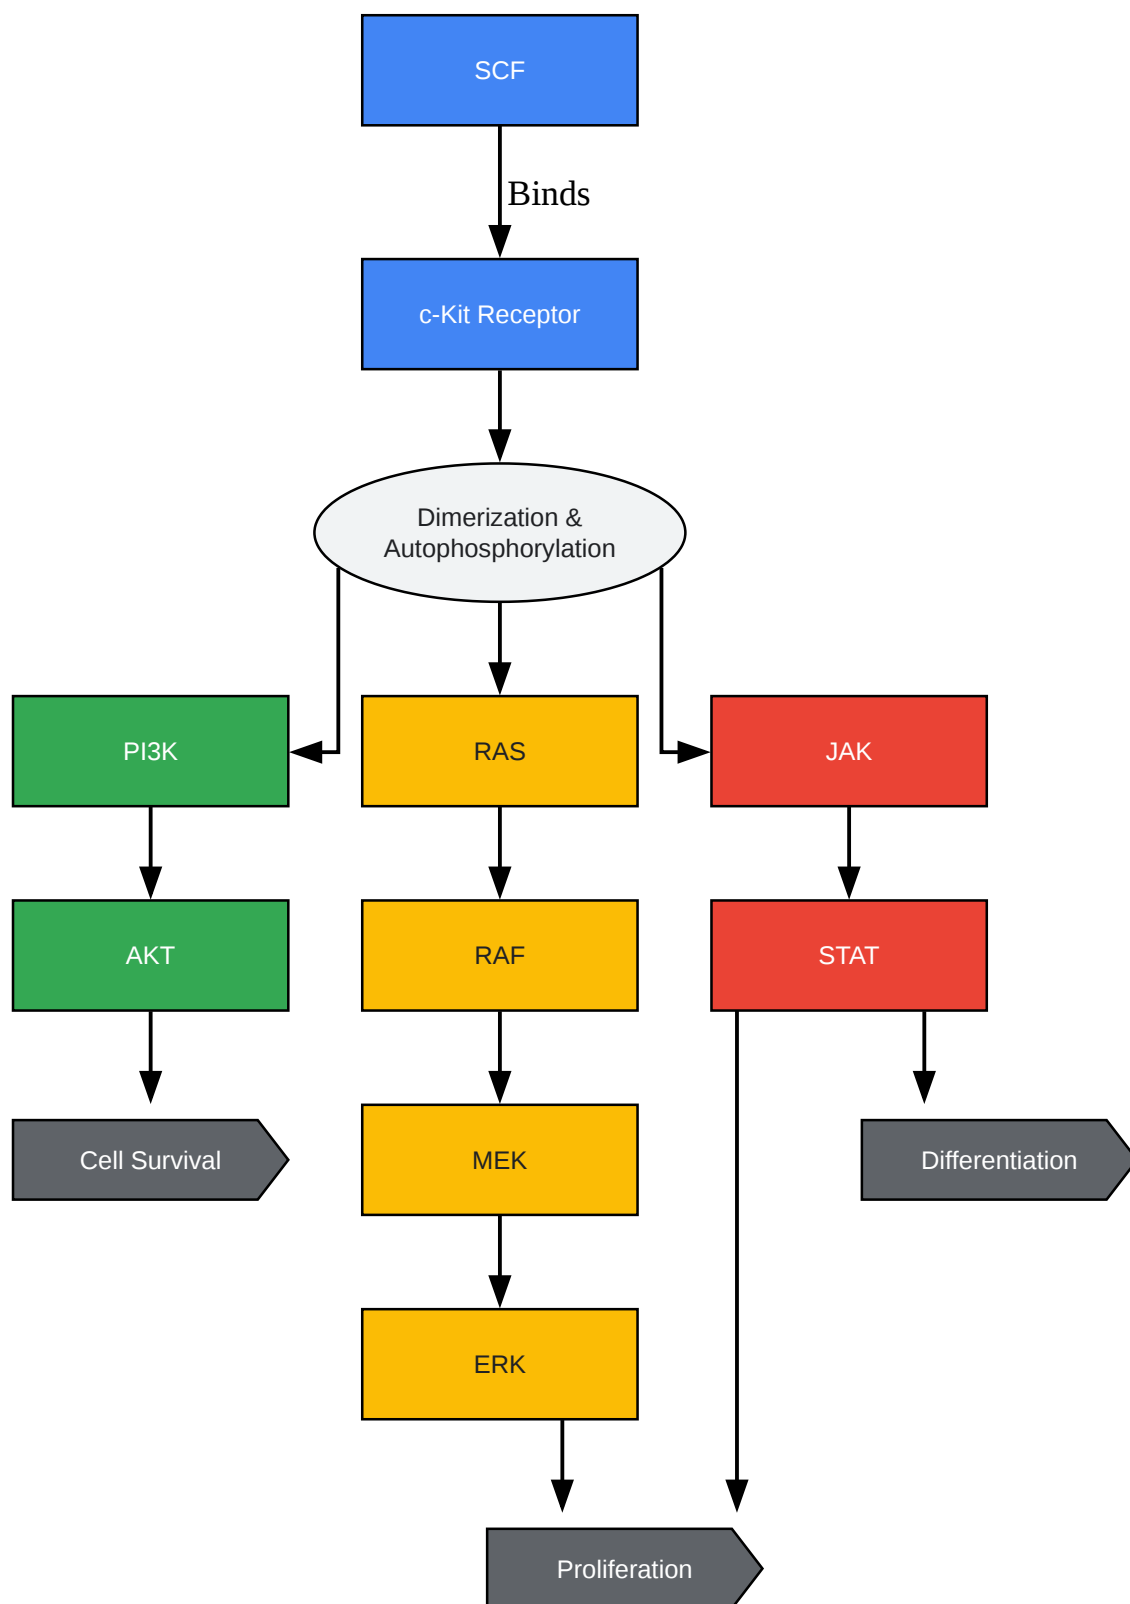 SCF
Binds
c-Kit Receptor
Dimerization &
Autophosphorylation
PI3K
RAS
JAK
AKT
RAF
STAT
Cell Survival
MEK
Differentiation
ERK
Proliferation